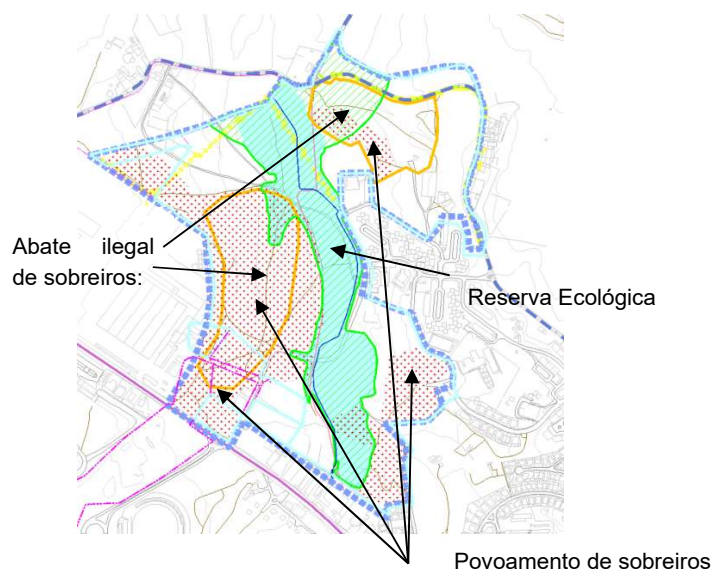 Abate ilegal
de sobreiros:
Reserva Ecológica
Povoamento de sobreiros